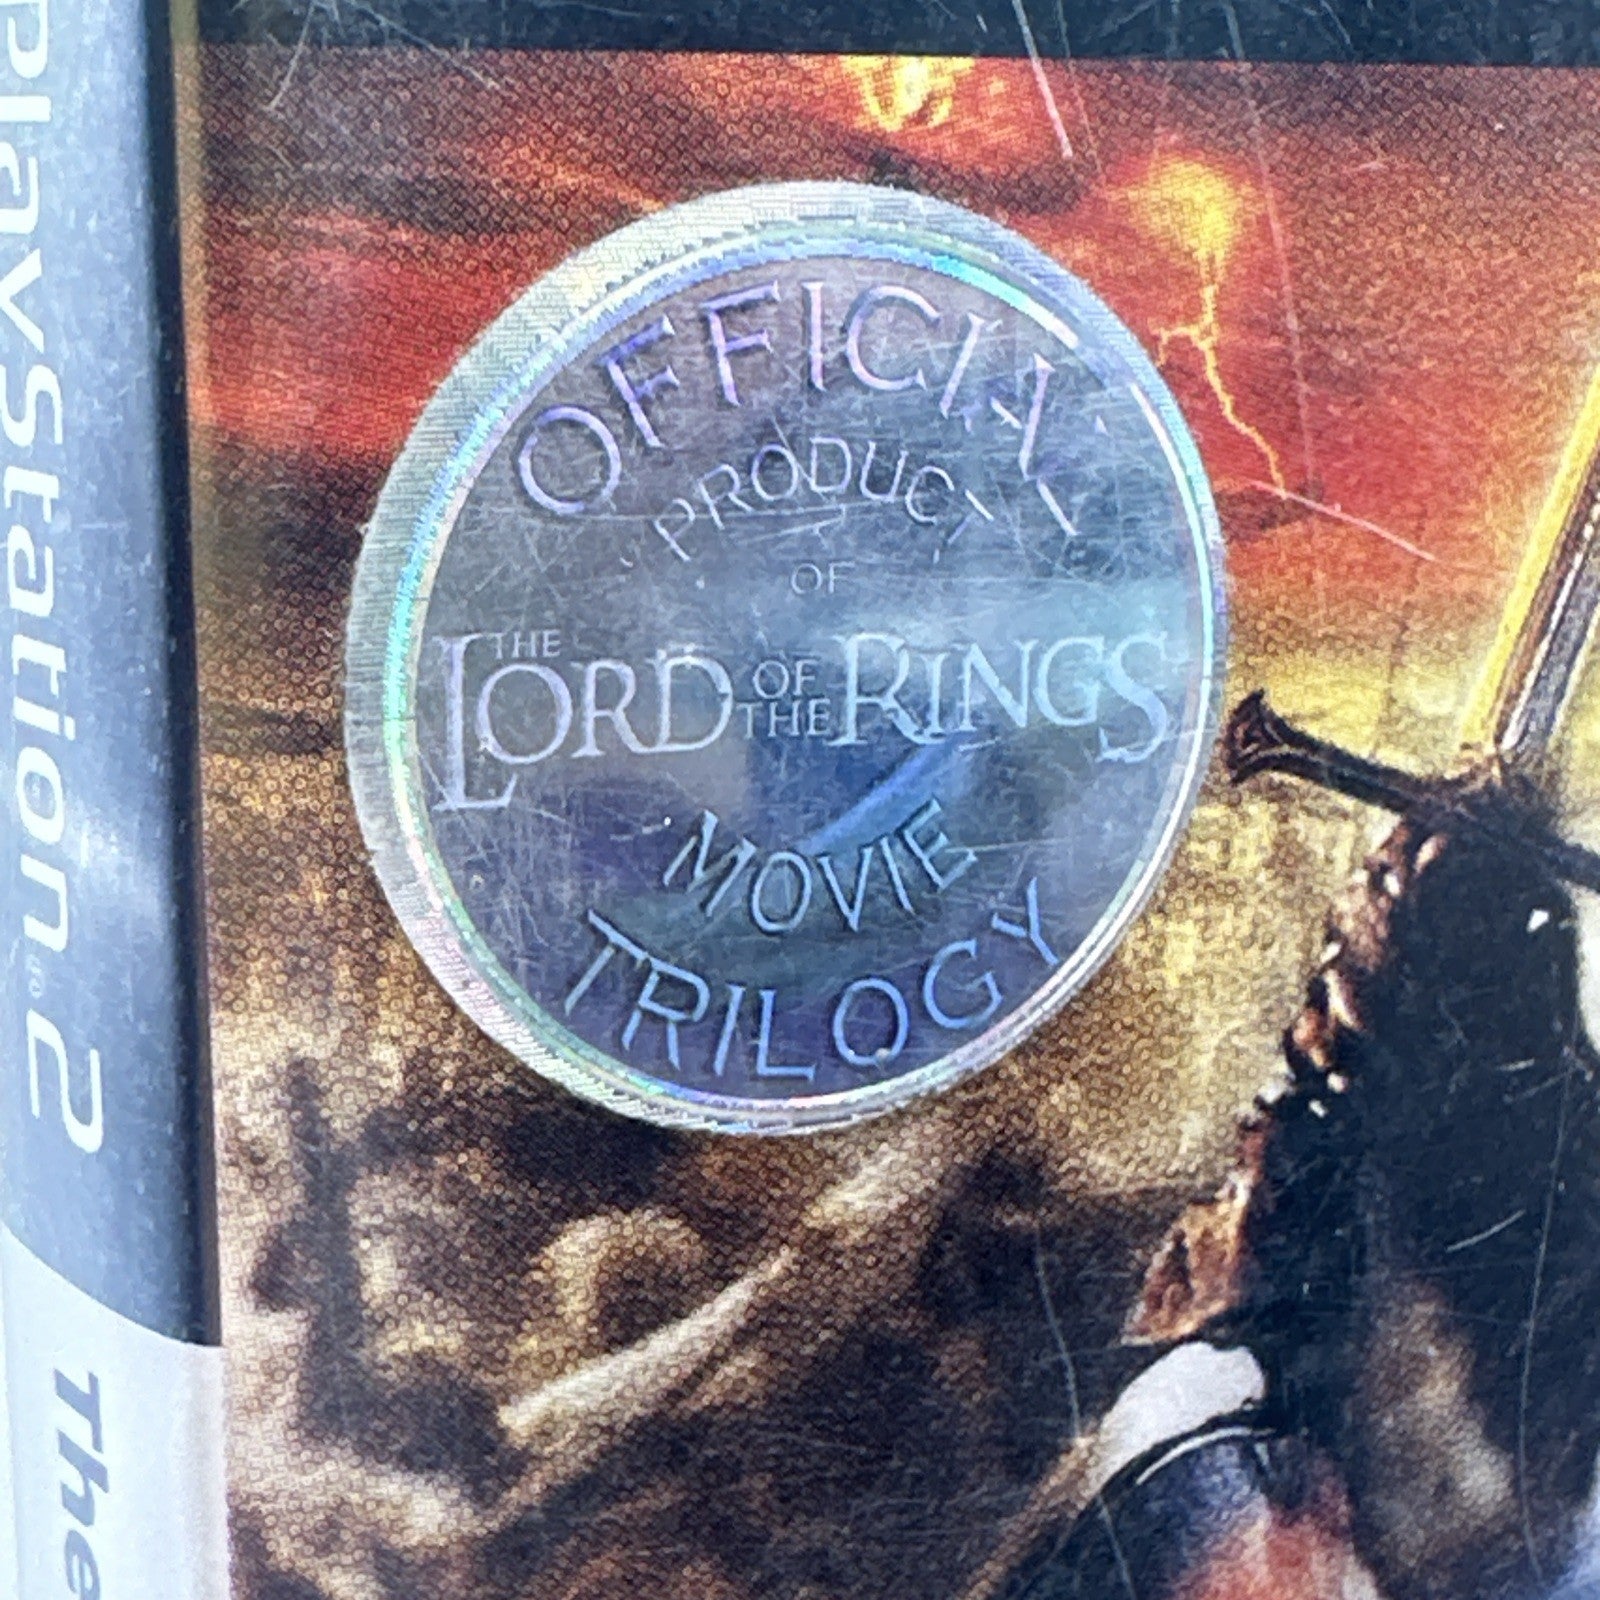 PlayStation®2
The
OFFICIAL
PRODUCT
OF
THE
LORD OF THE RINGS
MOVIE
TRILOGY